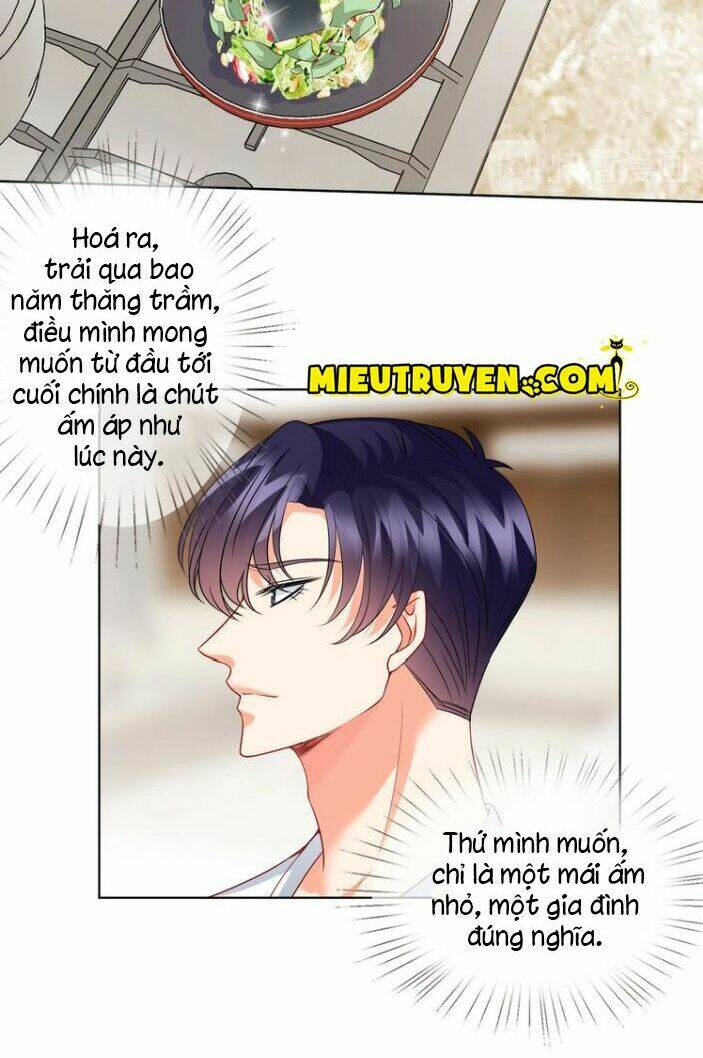 Hoá ra,
trải qua bao
năm thăng trầm,
điều mình mong
muốn từ đầu tới
cuối chính là chút
ấm áp như
lúc này.
MIEUTRUYEN.COM
Thứ mình muốn,
chỉ là một mái ấm
nhỏ, một gia đình
đúng nghĩa.